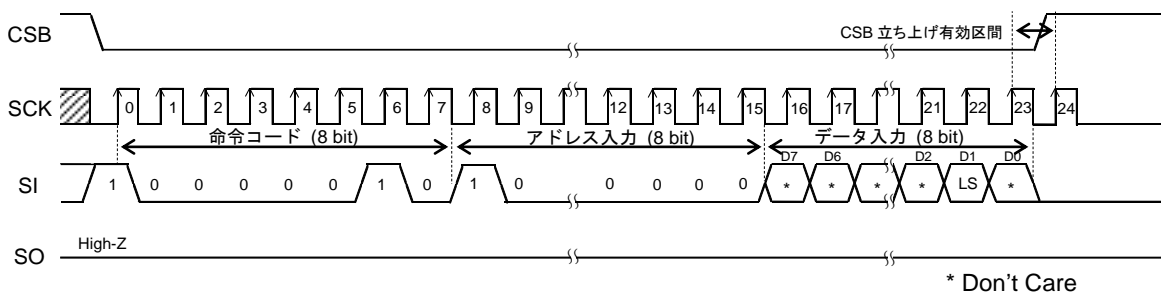 CSB
CSB 立ち上げ有効区間
SCK
0 1 2 3 4 5 6 7 8 9 12 13 14 15 16 17 21 22 23 24
命令コード (8 bit) アドレス入力 (8 bit) データ入力 (8 bit)
D7 D6 D2 D1 D0
SI
1 0 0 0 0 0 1 0 1 0 0 0 0 0 * * * * LS *
SO
High-Z
* Don't Care